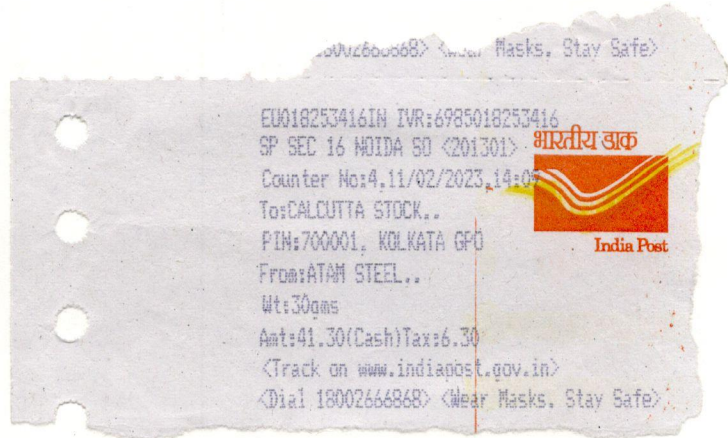 18002666868> <Wear Masks, Stay Safe>
EU018253416IN IVR:6985018253416
SP SEC 16 NOIDA SO <201301>
Counter No:4,11/02/2023,14:05
To:CALCUTTA STOCK..
PIN:700001, KOLKATA GPO
From:ATAM STEEL..
Wt:30gms
Amt:41.30(Cash)Tax:6.30
<Track on www.indiapost.gov.in>
<Dial 18002666868> <Wear Masks, Stay Safe>
भारतीय डाक
India Post